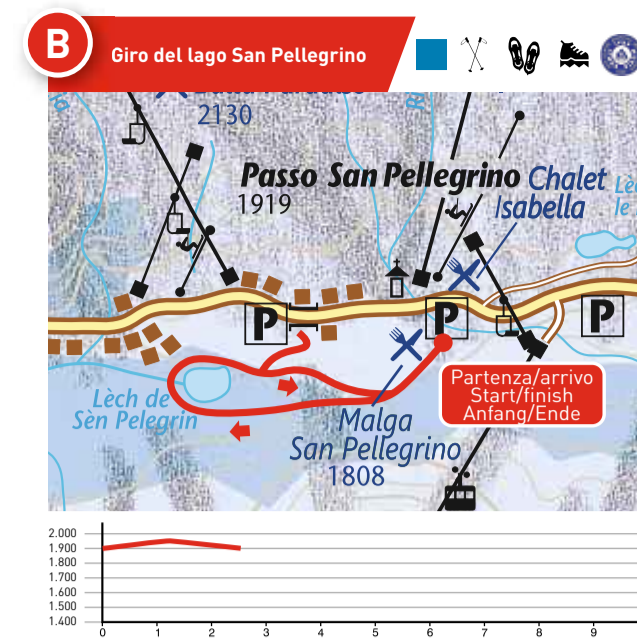 B
Giro del lago San Pellegrino
2130
Passo San Pellegrino
1919
Chalet
Isabella
Lè
le
P
P
P
Partenza/arrivo
Start/finish
Anfang/Ende
Lèch de
Sèn Pelegrin
Malga
San Pellegrino
1808
2.000
1.900
1.800
1.700
1.600
1.500
1.400
0 1 2 3 4 5 6 7 8 9